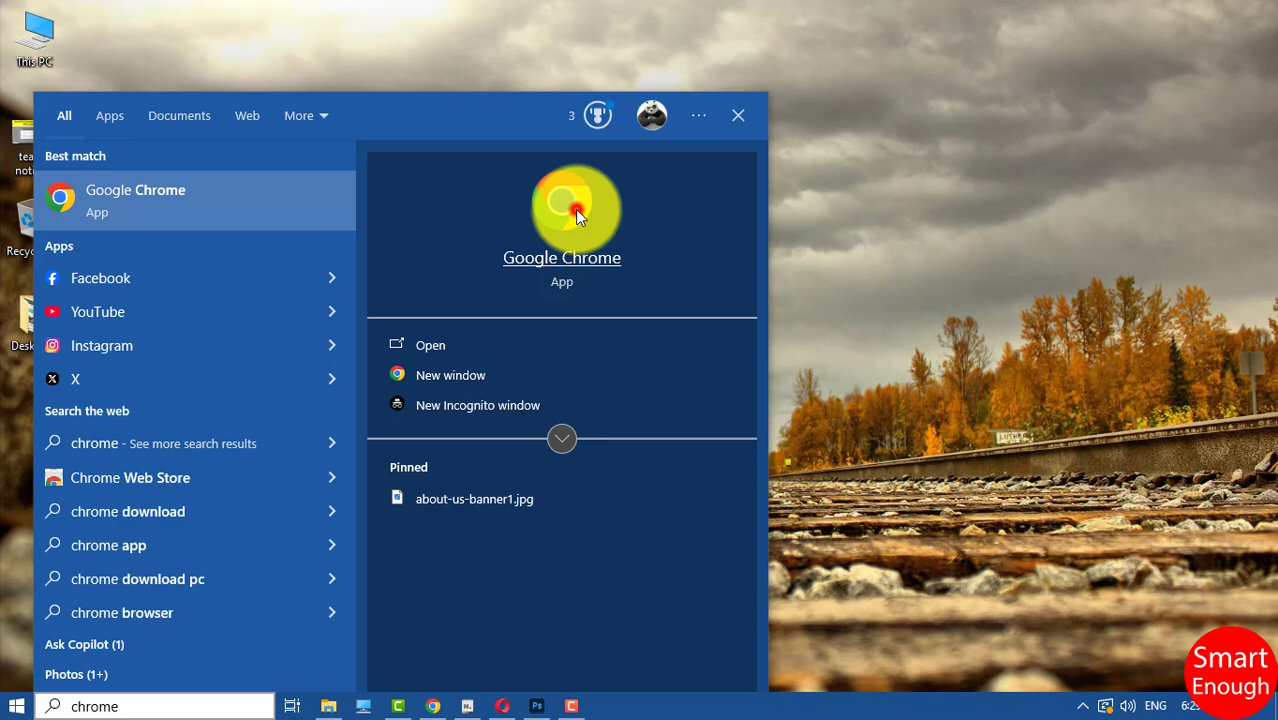 This PC
All
Apps
Documents
Web
More
3
Best match
Google Chrome
App
Apps
Facebook
YouTube
Instagram
X
Search the web
chrome - See more search results
Chrome Web Store
chrome download
chrome app
chrome download pc
chrome browser
Ask Copilot (1)
Photos (1+)
Google Chrome
App
Open
New window
New Incognito window
Pinned
about-us-banner1.jpg
chrome
Ps
ENG
Smart
Enough